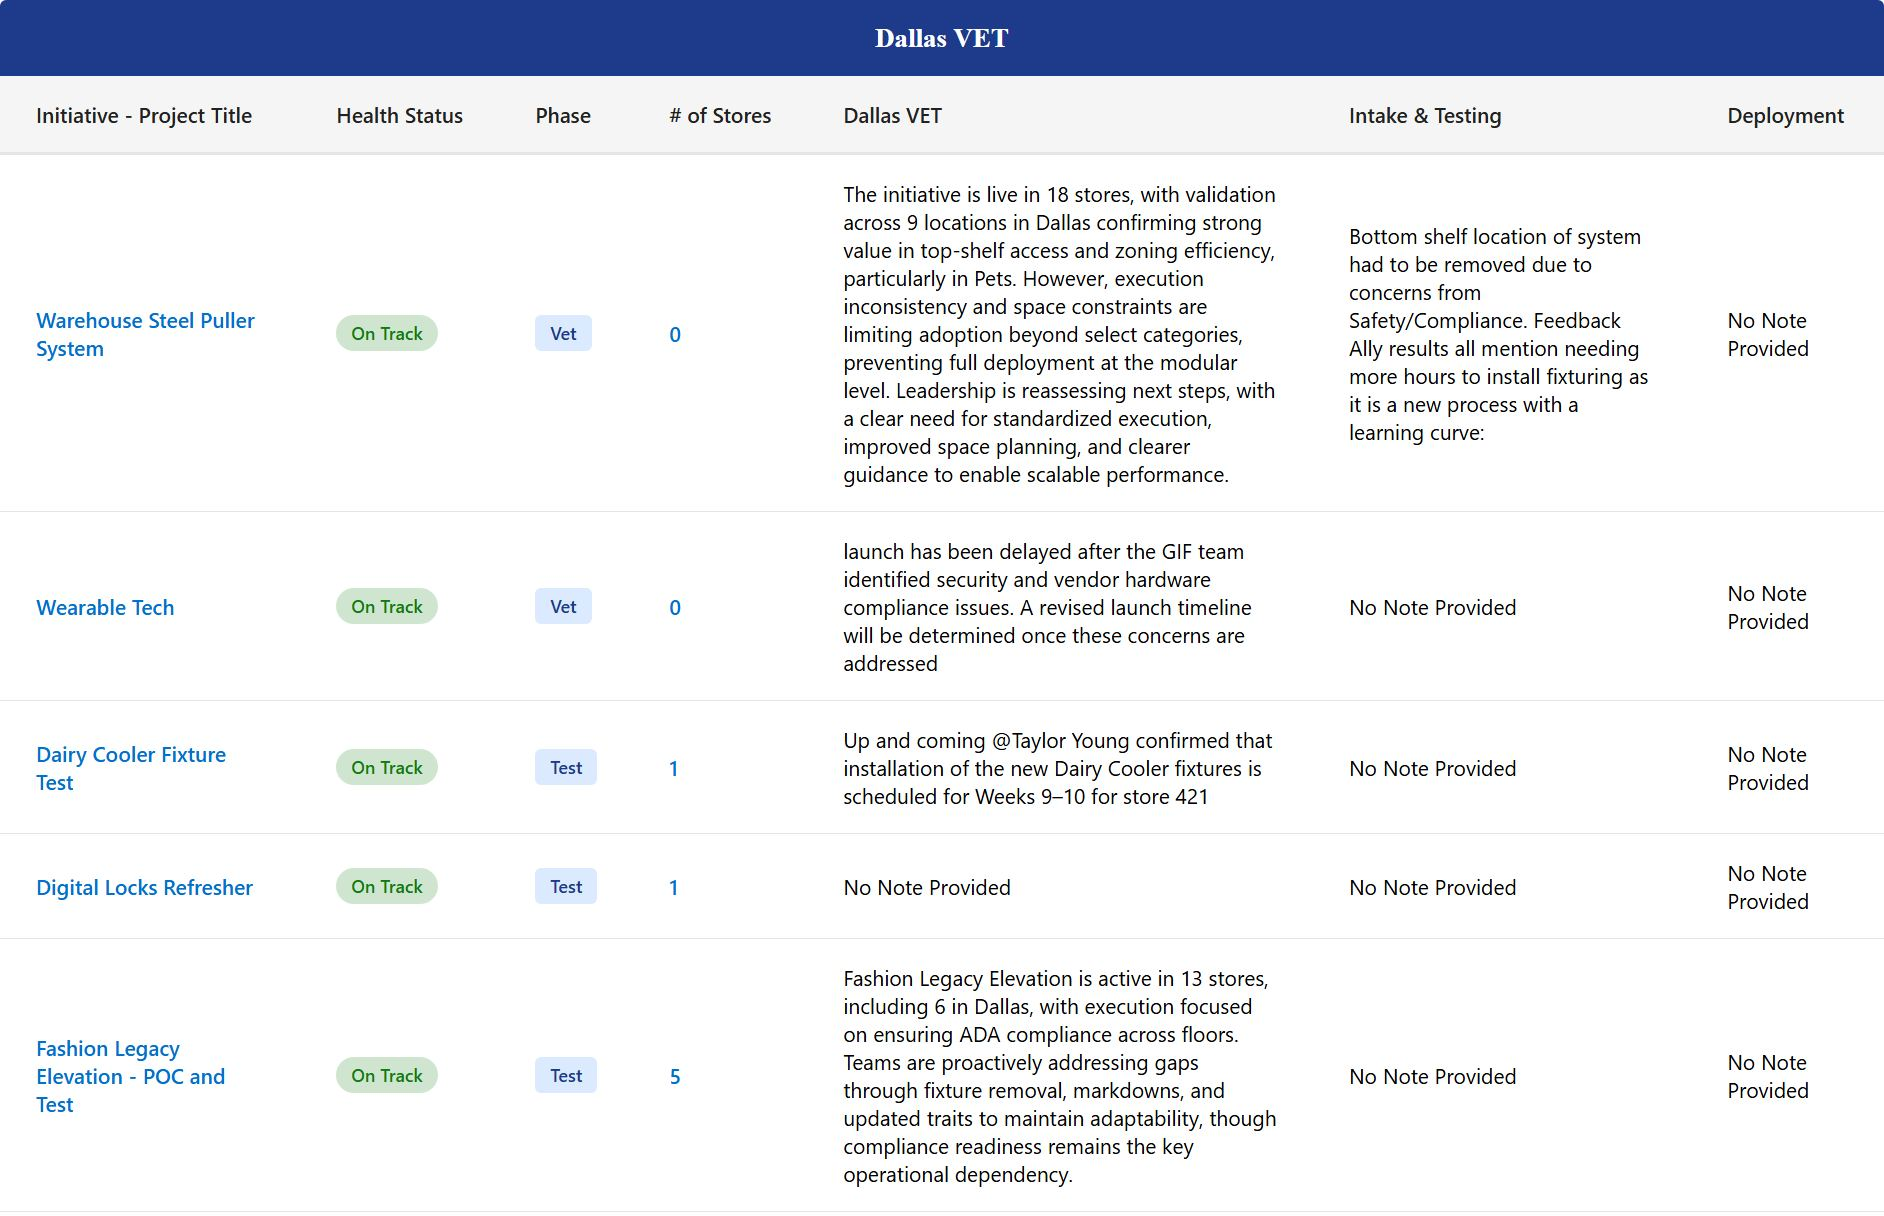 Dallas VET
Initiative - Project Title
Health Status
Phase
# of Stores
Dallas VET
Intake & Testing
Deployment
Warehouse Steel Puller
System
On Track
Vet
0
The initiative is live in 18 stores, with validation
across 9 locations in Dallas confirming strong
value in top-shelf access and zoning efficiency,
particularly in Pets. However, execution
inconsistency and space constraints are
limiting adoption beyond select categories,
preventing full deployment at the modular
level. Leadership is reassessing next steps, with
a clear need for standardized execution,
improved space planning, and clearer
guidance to enable scalable performance.
Bottom shelf location of system
had to be removed due to
concerns from
Safety/Compliance. Feedback
Ally results all mention needing
more hours to install fixturing as
it is a new process with a
learning curve:
No Note
Provided
Wearable Tech
On Track
Vet
0
launch has been delayed after the GIF team
identified security and vendor hardware
compliance issues. A revised launch timeline
will be determined once these concerns are
addressed
No Note Provided
No Note
Provided
Dairy Cooler Fixture
Test
On Track
Test
1
Up and coming @Taylor Young confirmed that
installation of the new Dairy Cooler fixtures is
scheduled for Weeks 9–10 for store 421
No Note Provided
No Note
Provided
Digital Locks Refresher
On Track
Test
1
No Note Provided
No Note Provided
No Note
Provided
Fashion Legacy
Elevation - POC and
Test
On Track
Test
5
Fashion Legacy Elevation is active in 13 stores,
including 6 in Dallas, with execution focused
on ensuring ADA compliance across floors.
Teams are proactively addressing gaps
through fixture removal, markdowns, and
updated traits to maintain adaptability, though
compliance readiness remains the key
operational dependency.
No Note Provided
No Note
Provided